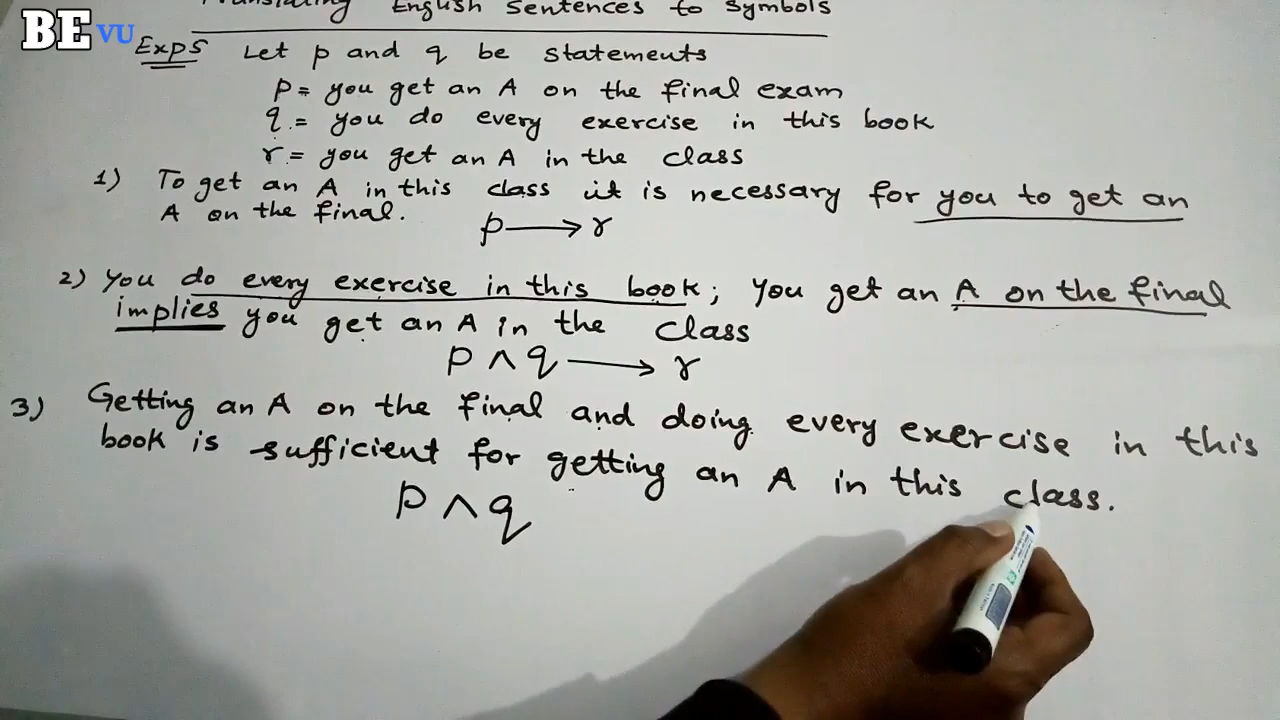 Translating English Sentences to Symbols
BE VU
Exps Let p and q be statements
p = you get an A on the final exam
q = you do every exercise in this book
r = you get an A in the class
1) To get an A in this class it is necessary for you to get an
A on the final.
p → r
2) You do every exercise in this book; You get an A on the final
implies you get an A in the class
p ∧ q → r
3) Getting an A on the final and doing every exercise in this
book is sufficient for getting an A in this class.
p ∧ q